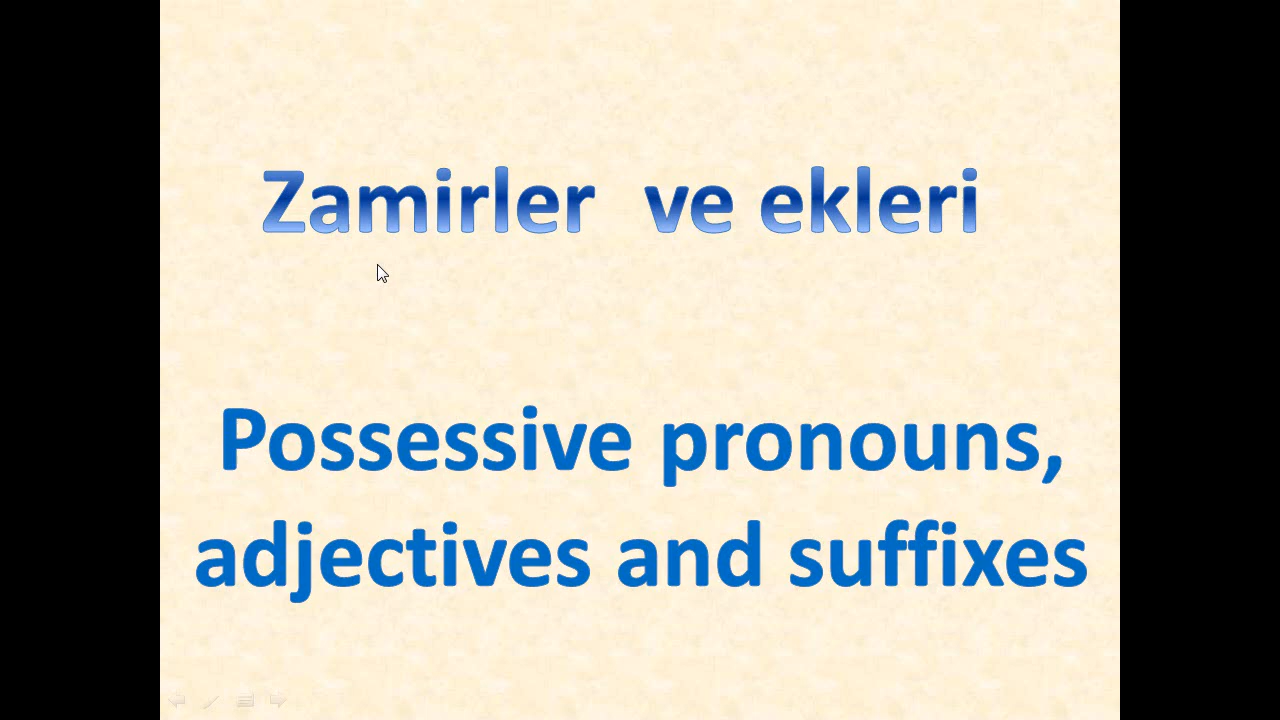 Zamirler ve ekleri
Possessive pronouns,
adjectives and suffixes